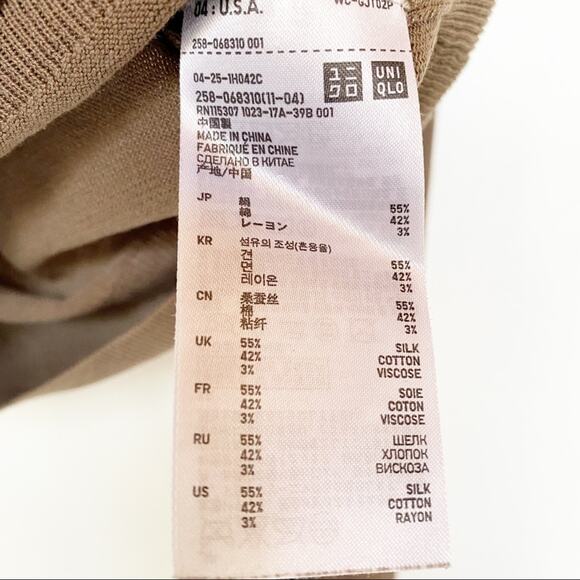 04 : U.S.A.
WC-GJT02P
258-068310 001
04-25-1H042C
ユニクロ UNIQLO
258-068310(11-04)
RN115307 1023-17A-39B 001
中国製
MADE IN CHINA
FABRIQUÉ EN CHINE
СДЕЛАНО В КИТАЕ
产地/中国
JP 絹 55%
綿 42%
レーヨン 3%
KR 섬유의 조성(혼용율)
견 55%
면 42%
레이온 3%
CN 桑蚕丝 55%
棉 42%
粘纤 3%
UK 55% SILK
42% COTTON
3% VISCOSE
FR 55% SOIE
42% COTON
3% VISCOSE
RU 55% ШЕЛК
42% ХЛОПОК
3% ВИСКОЗА
US 55% SILK
42% COTTON
3% RAYON